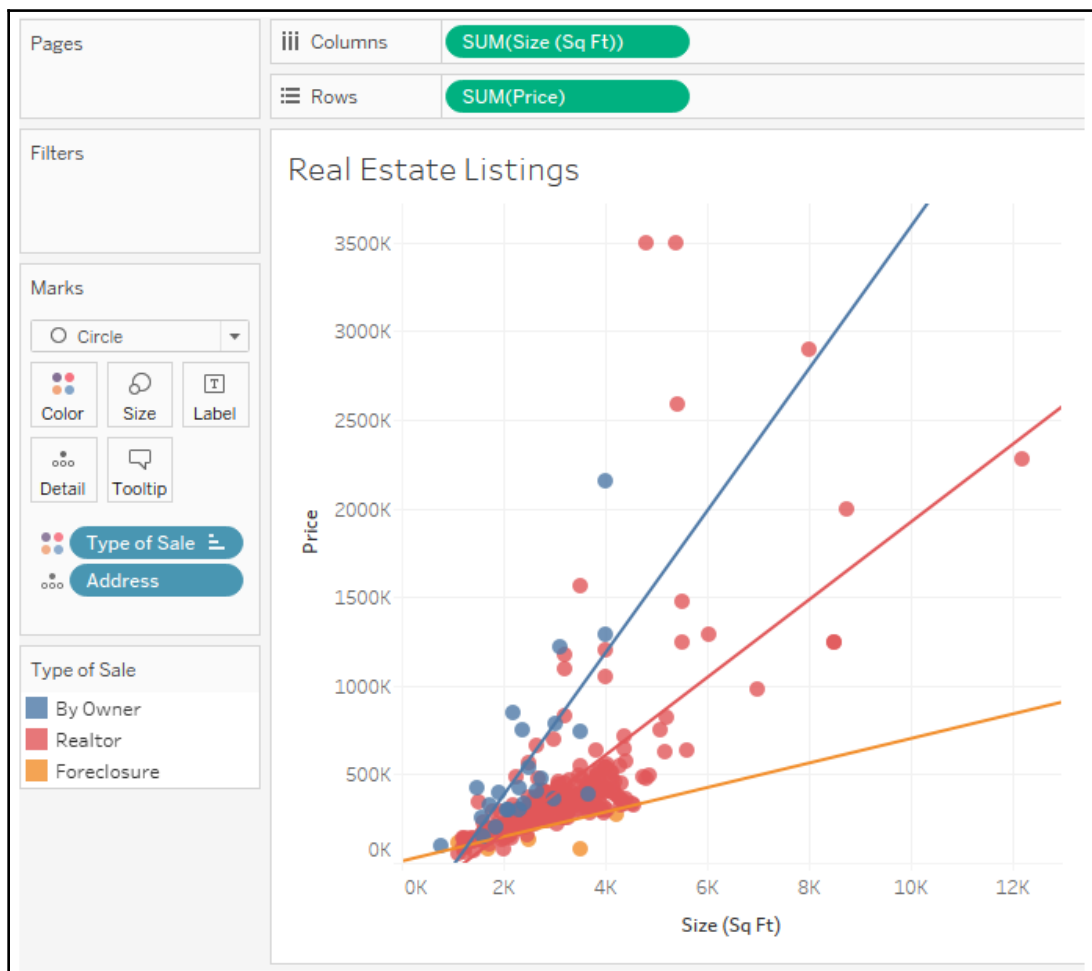 Pages
Columns
SUM(Size (Sq Ft))
Rows
SUM(Price)
Filters
Marks
Circle
Color
Size
Label
Detail
Tooltip
Type of Sale
Address
Type of Sale
By Owner
Realtor
Foreclosure
Real Estate Listings
3500K
3000K
2500K
2000K
1500K
1000K
500K
0K
Price
0K 2K 4K 6K 8K 10K 12K
Size (Sq Ft)